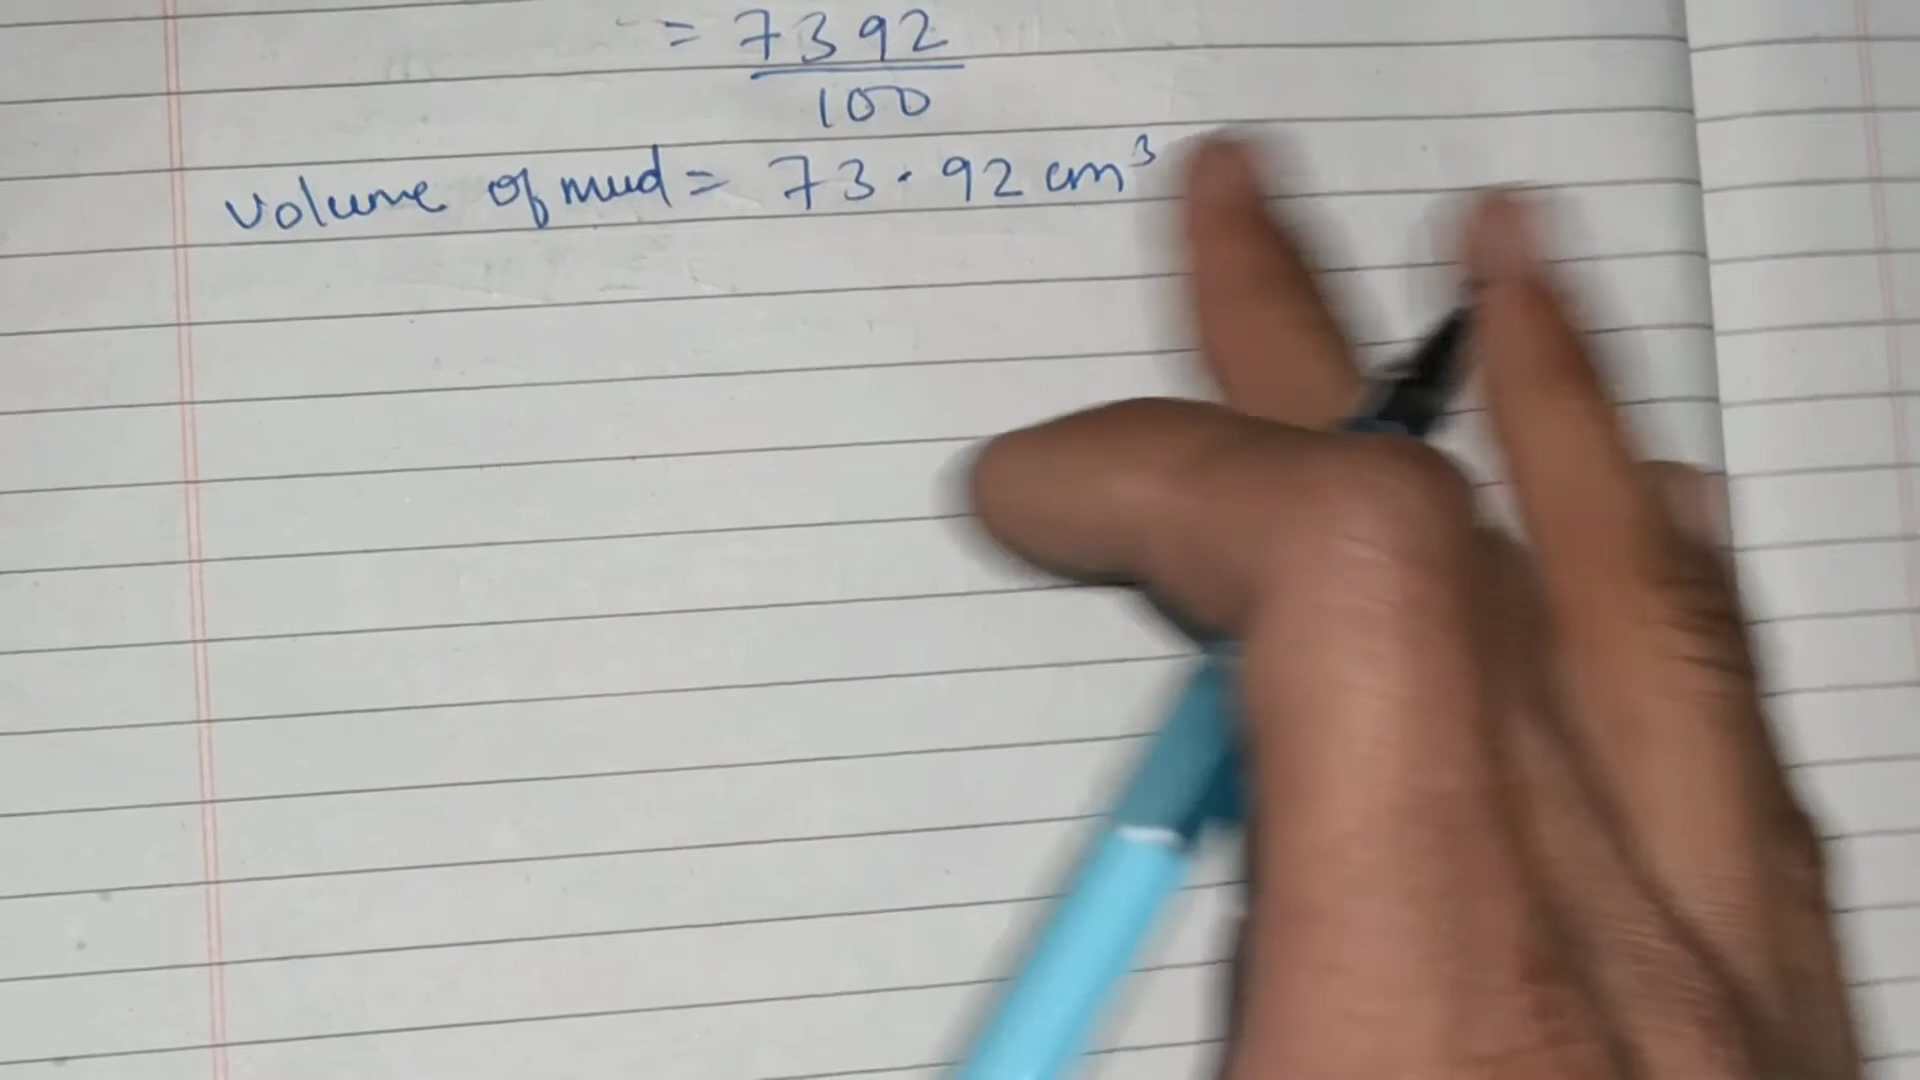 = 7392
100
volume of mud = 73.92 cm³